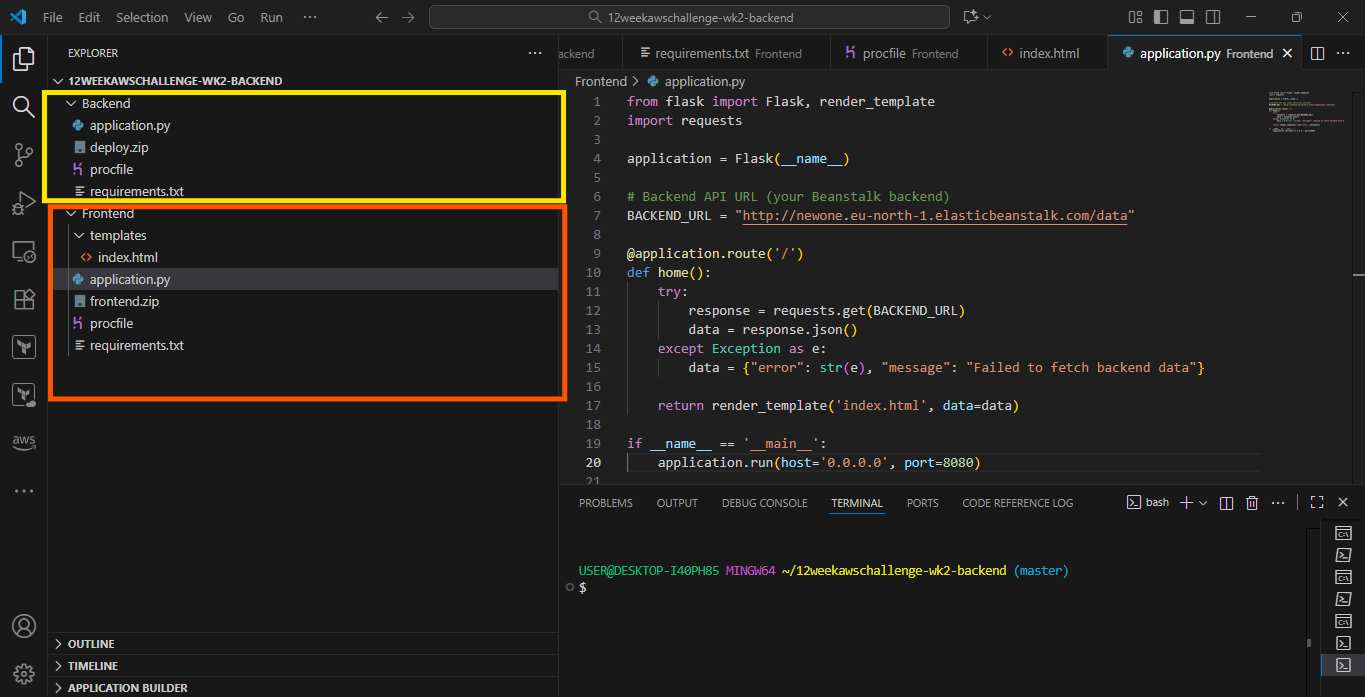 File Edit Selection View Go Run ···
12weekawschallenge-wk2-backend
EXPLORER
12WEEKAWSCHALLENGE-WK2-BACKEND
Backend
application.py
deploy.zip
procfile
requirements.txt
Frontend
templates
index.html
application.py
frontend.zip
procfile
requirements.txt
OUTLINE
TIMELINE
APPLICATION BUILDER
aws
ackend
requirements.txt Frontend
procfile Frontend
index.html
application.py Frontend
Frontend > application.py
1 from flask import Flask, render_template
2 import requests
3
4 application = Flask(__name__)
5
6 # Backend API URL (your Beanstalk backend)
7 BACKEND_URL = "http://newone.eu-north-1.elasticbeanstalk.com/data"
8
9 @application.route('/')
10 def home():
11 try:
12 response = requests.get(BACKEND_URL)
13 data = response.json()
14 except Exception as e:
15 data = {"error": str(e), "message": "Failed to fetch backend data"}
16
17 return render_template('index.html', data=data)
18
19 if __name__ == '__main__':
20 application.run(host='0.0.0.0', port=8080)
21
PROBLEMS OUTPUT DEBUG CONSOLE TERMINAL PORTS CODE REFERENCE LOG
bash
USER@DESKTOP-I40PH85 MINGW64 ~/12weekawschallenge-wk2-backend (master)
$